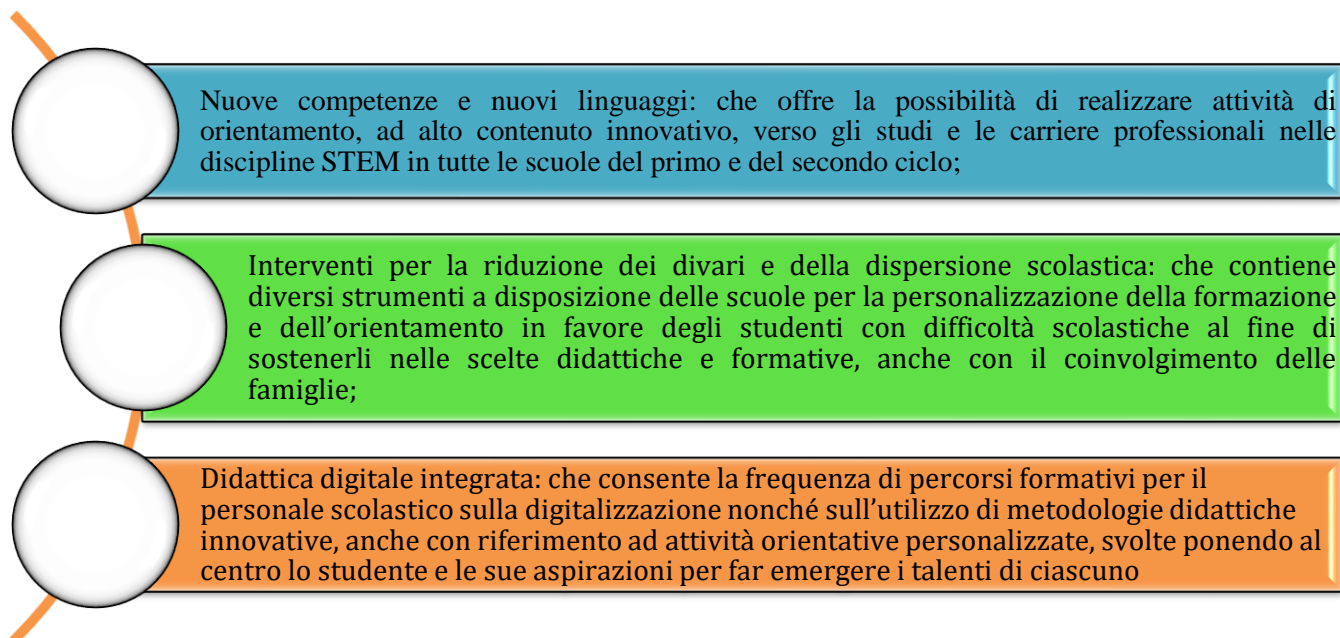 Nuove competenze e nuovi linguaggi: che offre la possibilità di realizzare attività di
orientamento, ad alto contenuto innovativo, verso gli studi e le carriere professionali nelle
discipline STEM in tutte le scuole del primo e del secondo ciclo;
Interventi per la riduzione dei divari e della dispersione scolastica: che contiene
diversi strumenti a disposizione delle scuole per la personalizzazione della formazione
e dell'orientamento in favore degli studenti con difficoltà scolastiche al fine di
sostenerli nelle scelte didattiche e formative, anche con il coinvolgimento delle
famiglie;
Didattica digitale integrata: che consente la frequenza di percorsi formativi per il
personale scolastico sulla digitalizzazione nonché sull'utilizzo di metodologie didattiche
innovative, anche con riferimento ad attività orientative personalizzate, svolte ponendo al
centro lo studente e le sue aspirazioni per far emergere i talenti di ciascuno